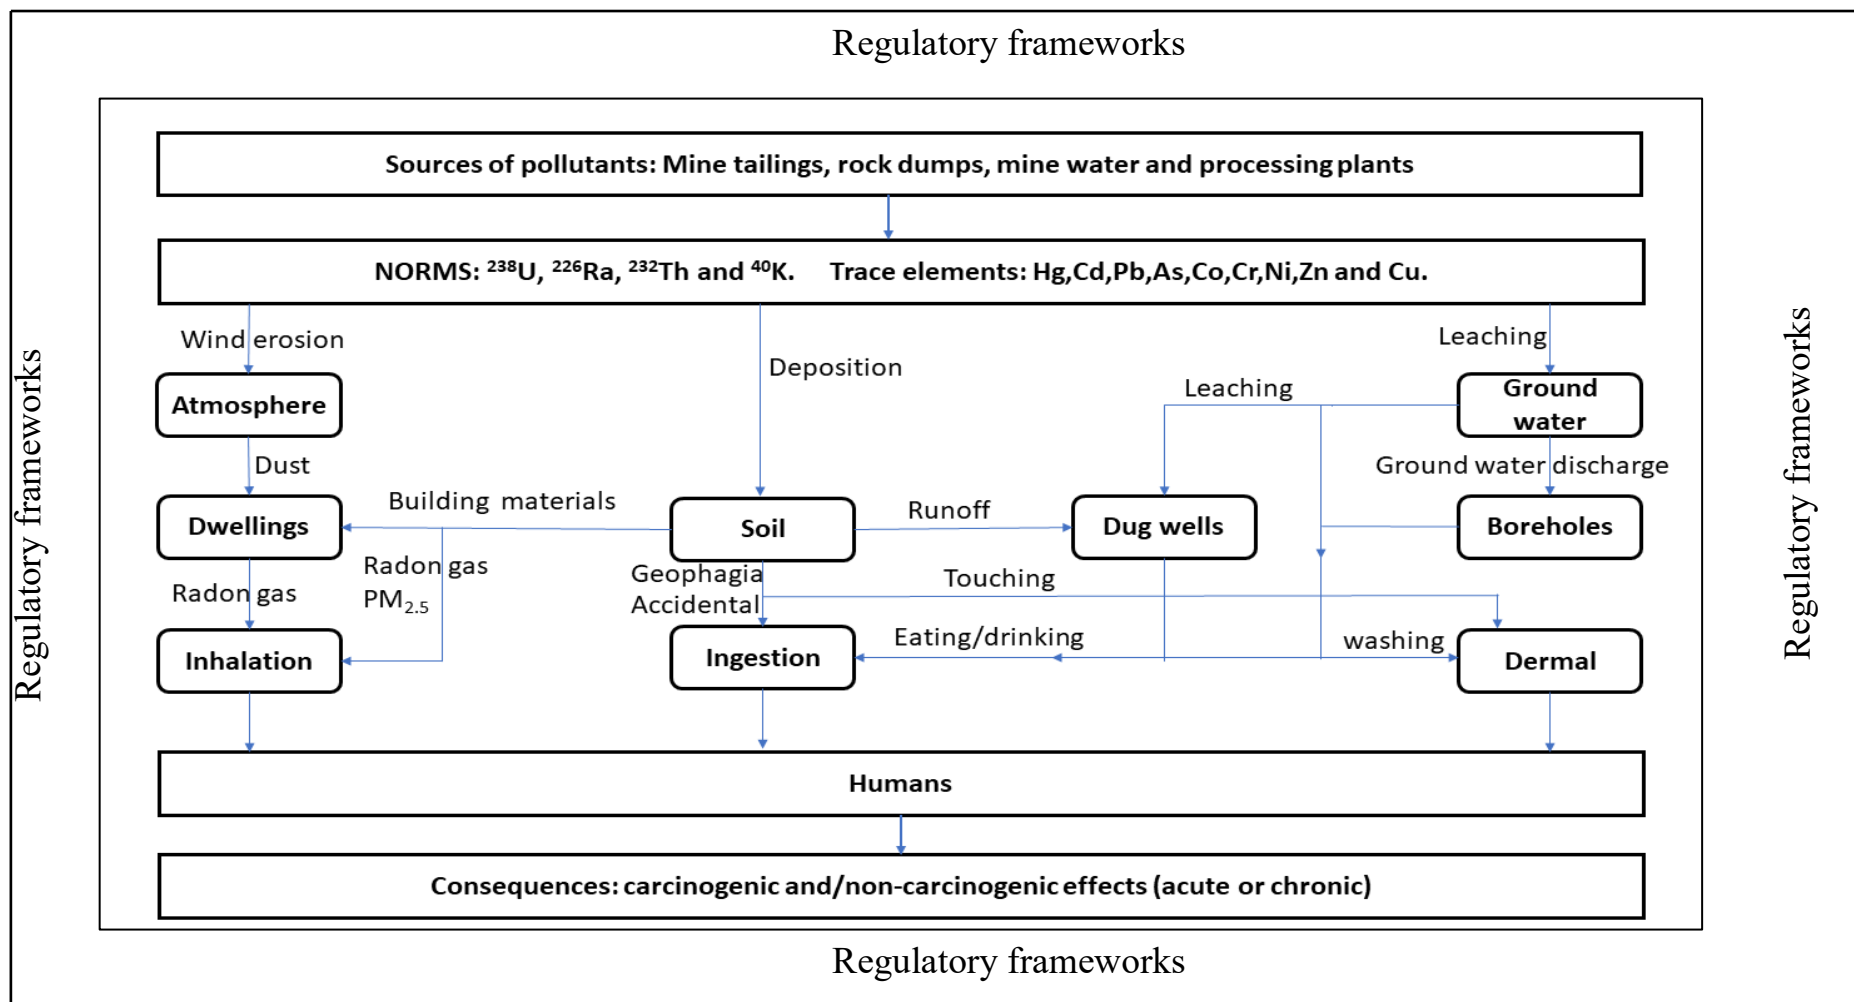 Regulatory frameworks
Sources of pollutants: Mine tailings, rock dumps, mine water and processing plants
NORMS: ²³⁸U, ²²⁶Ra, ²³²Th and ⁴⁰K. Trace elements: Hg,Cd,Pb,As,Co,Cr,Ni,Zn and Cu.
Wind erosion
Deposition
Leaching
Atmosphere
Leaching
Ground
water
Dust
Ground water discharge
Building materials
Dwellings
Soil
Runoff
Dug wells
Boreholes
Radon gas
Radon gas
PM₂.₅
Geophagia
Accidental
Touching
Inhalation
Ingestion
Eating/drinking
washing
Dermal
Humans
Consequences: carcinogenic and/non-carcinogenic effects (acute or chronic)
Regulatory frameworks
Regulatory frameworks
Regulatory frameworks